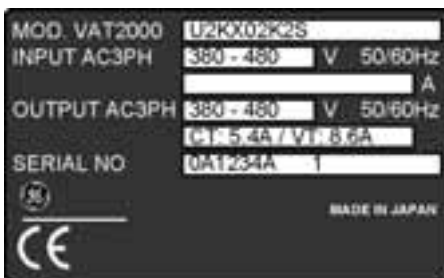 MOD. VAT2000 U2KX02K2S
INPUT AC3PH 380 - 480 V 50/60Hz
A
OUTPUT AC3PH 380 - 480 V 50/60Hz
CT: 5.4A / VT: 8.6A
SERIAL NO 0A1234A 1
GE
MADE IN JAPAN
CE